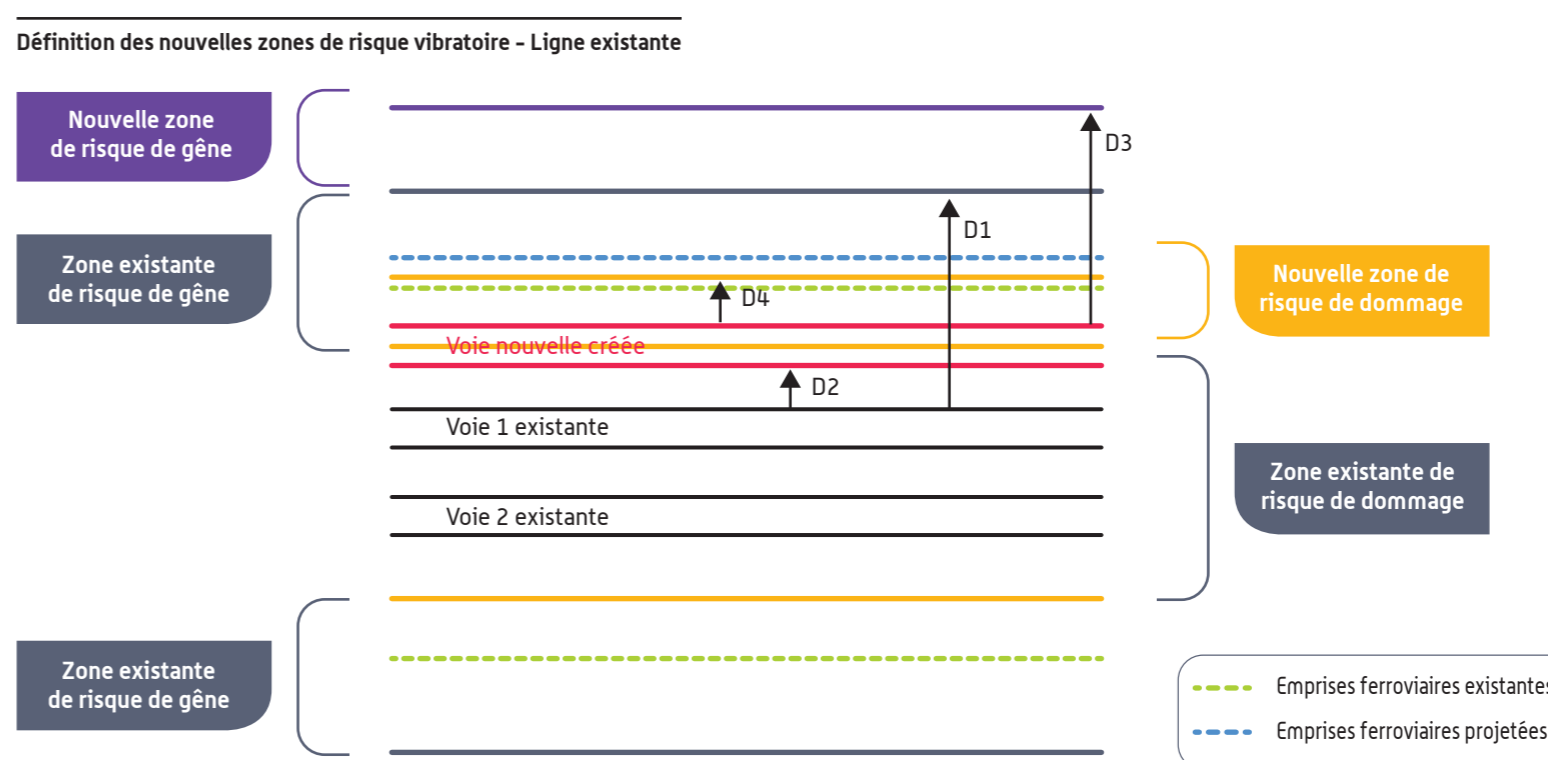 Définition des nouvelles zones de risque vibratoire - Ligne existante
Nouvelle zone
de risque de gêne
D3
Zone existante
de risque de gêne
D1
D4
Nouvelle zone de
risque de dommage
Voie nouvelle créée
D2
Voie 1 existante
Zone existante de
risque de dommage
Voie 2 existante
Zone existante
de risque de gêne
Emprises ferroviaires existantes
Emprises ferroviaires projetées